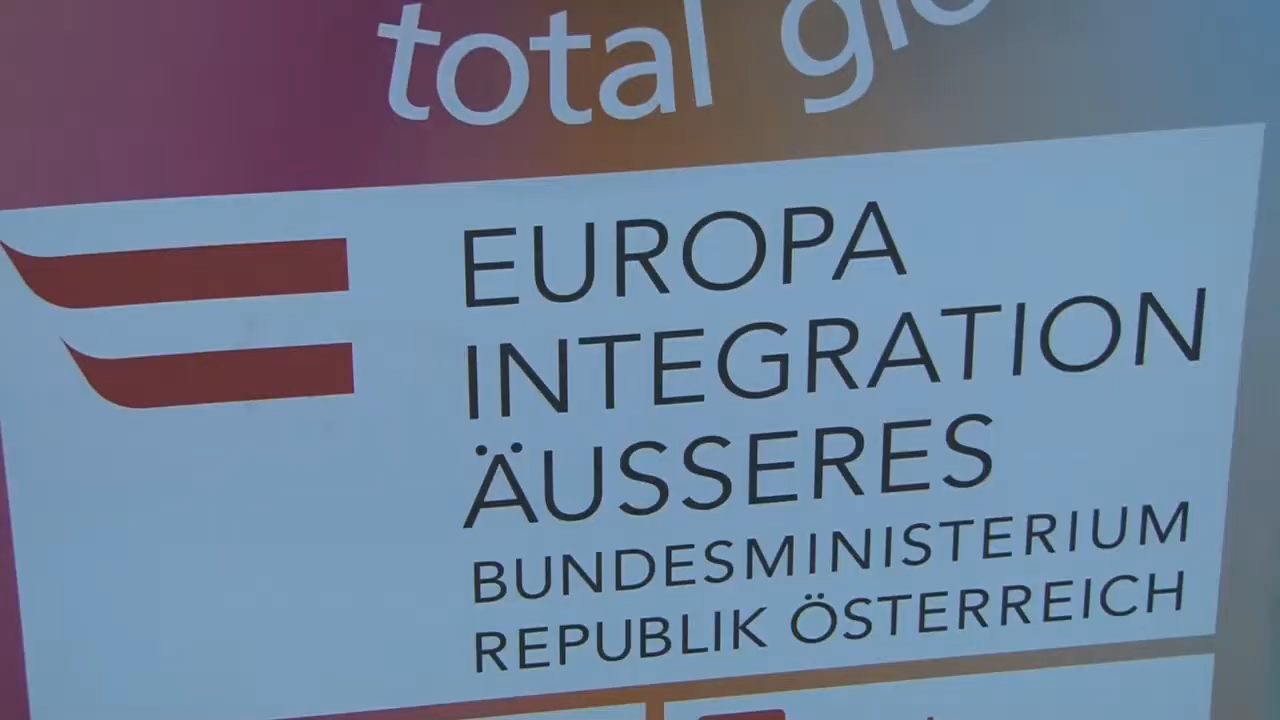 total
EUROPA
INTEGRATION
ÄUSSERES
BUNDESMINISTERIUM
REPUBLIK ÖSTERREICH